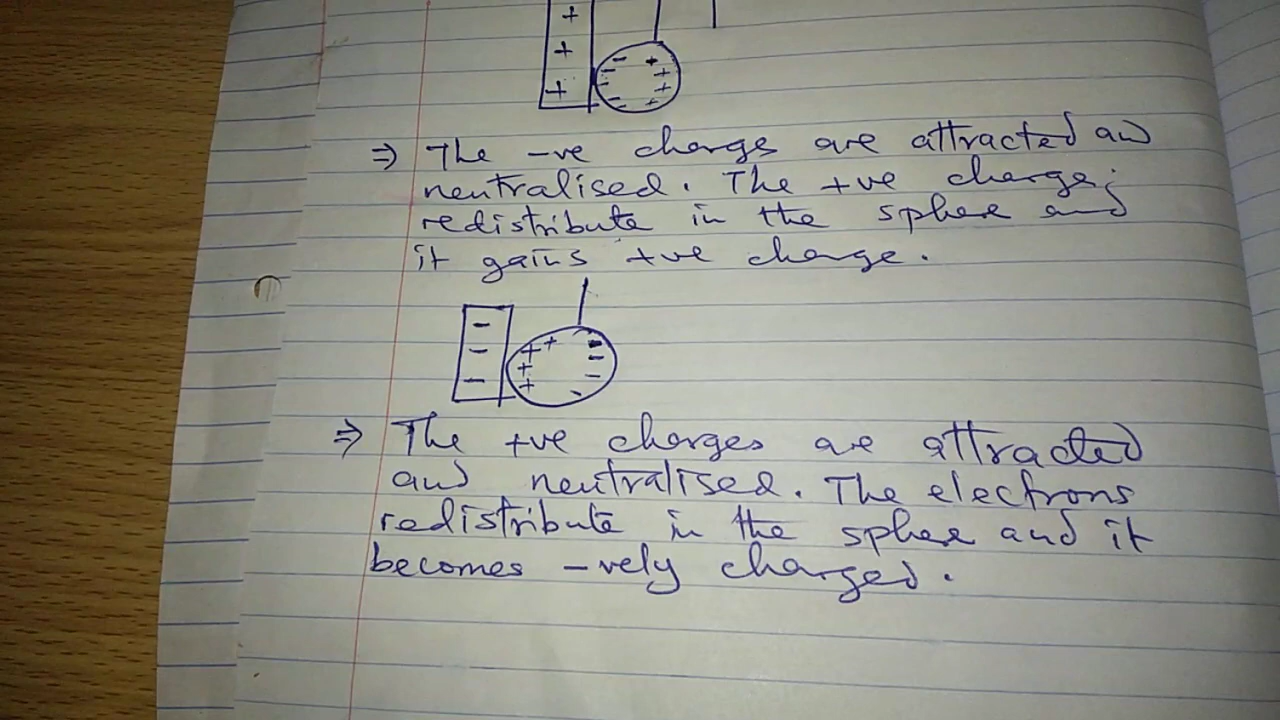 +
+
+
- - - - - + + + +
⇒ The -ve charges are attracted and
neutralised. The +ve charges
redistribute in the sphere and
it gains +ve charge.
-
-
-
+ + + + - - - -
⇒ The +ve charges are attracted
and neutralised. The electrons
redistribute in the sphere and it
becomes -vely charged.